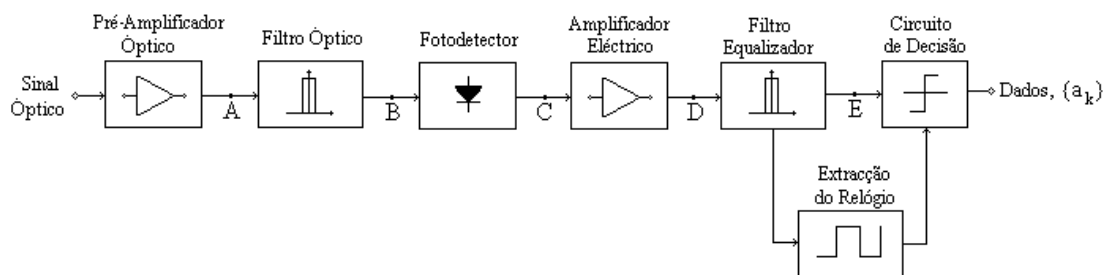 Pré-Amplificador
Óptico
Filtro Óptico
Fotodetector
Amplificador
Eléctrico
Filtro
Equalizador
Circuito
de Decisão
Sinal
Óptico
A
B
C
D
E
Dados, {a_k}
Extracção
do Relógio